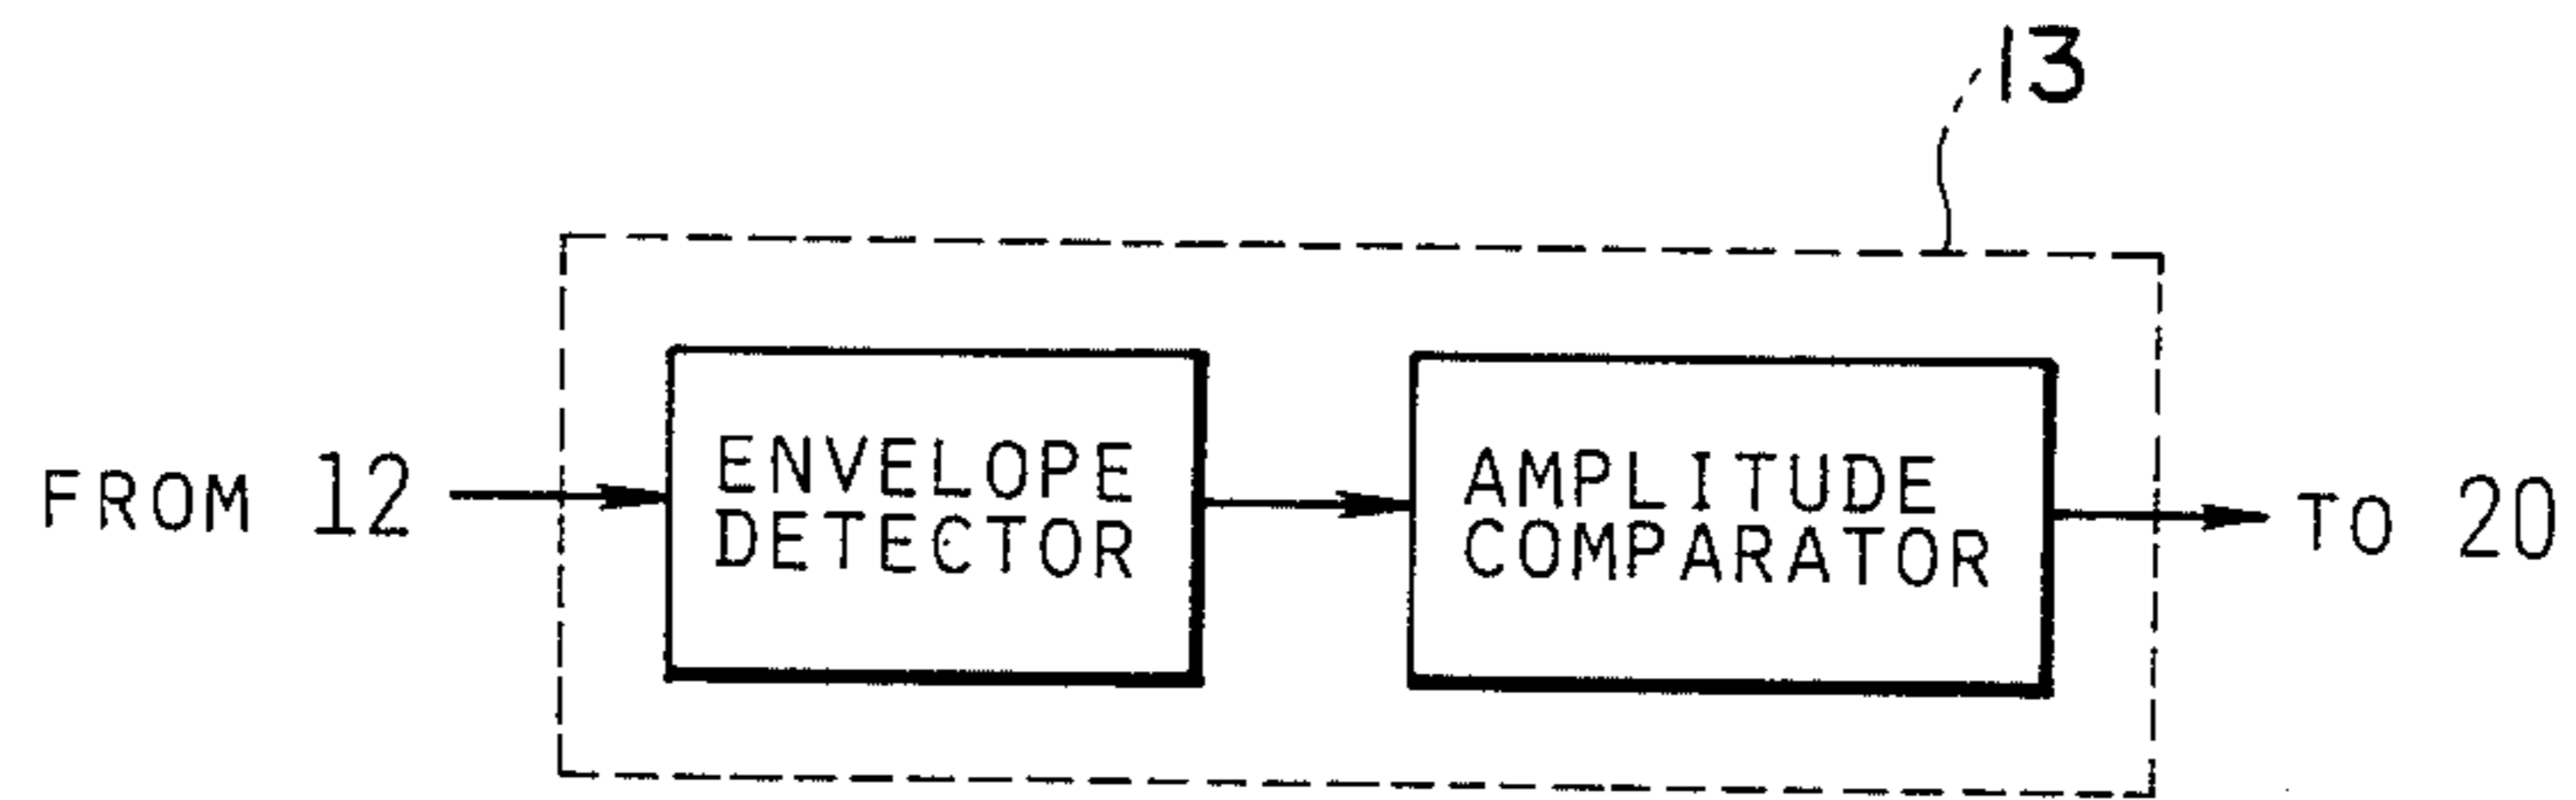 13
FROM 12
ENVELOPE
DETECTOR
AMPLITUDE
COMPARATOR
TO 20